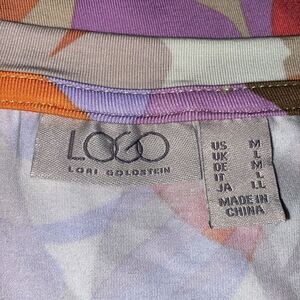 LOGO
LORI GOLDSTEIN
US M
UK L
DE M
IT L
JA LL
MADE IN
CHINA